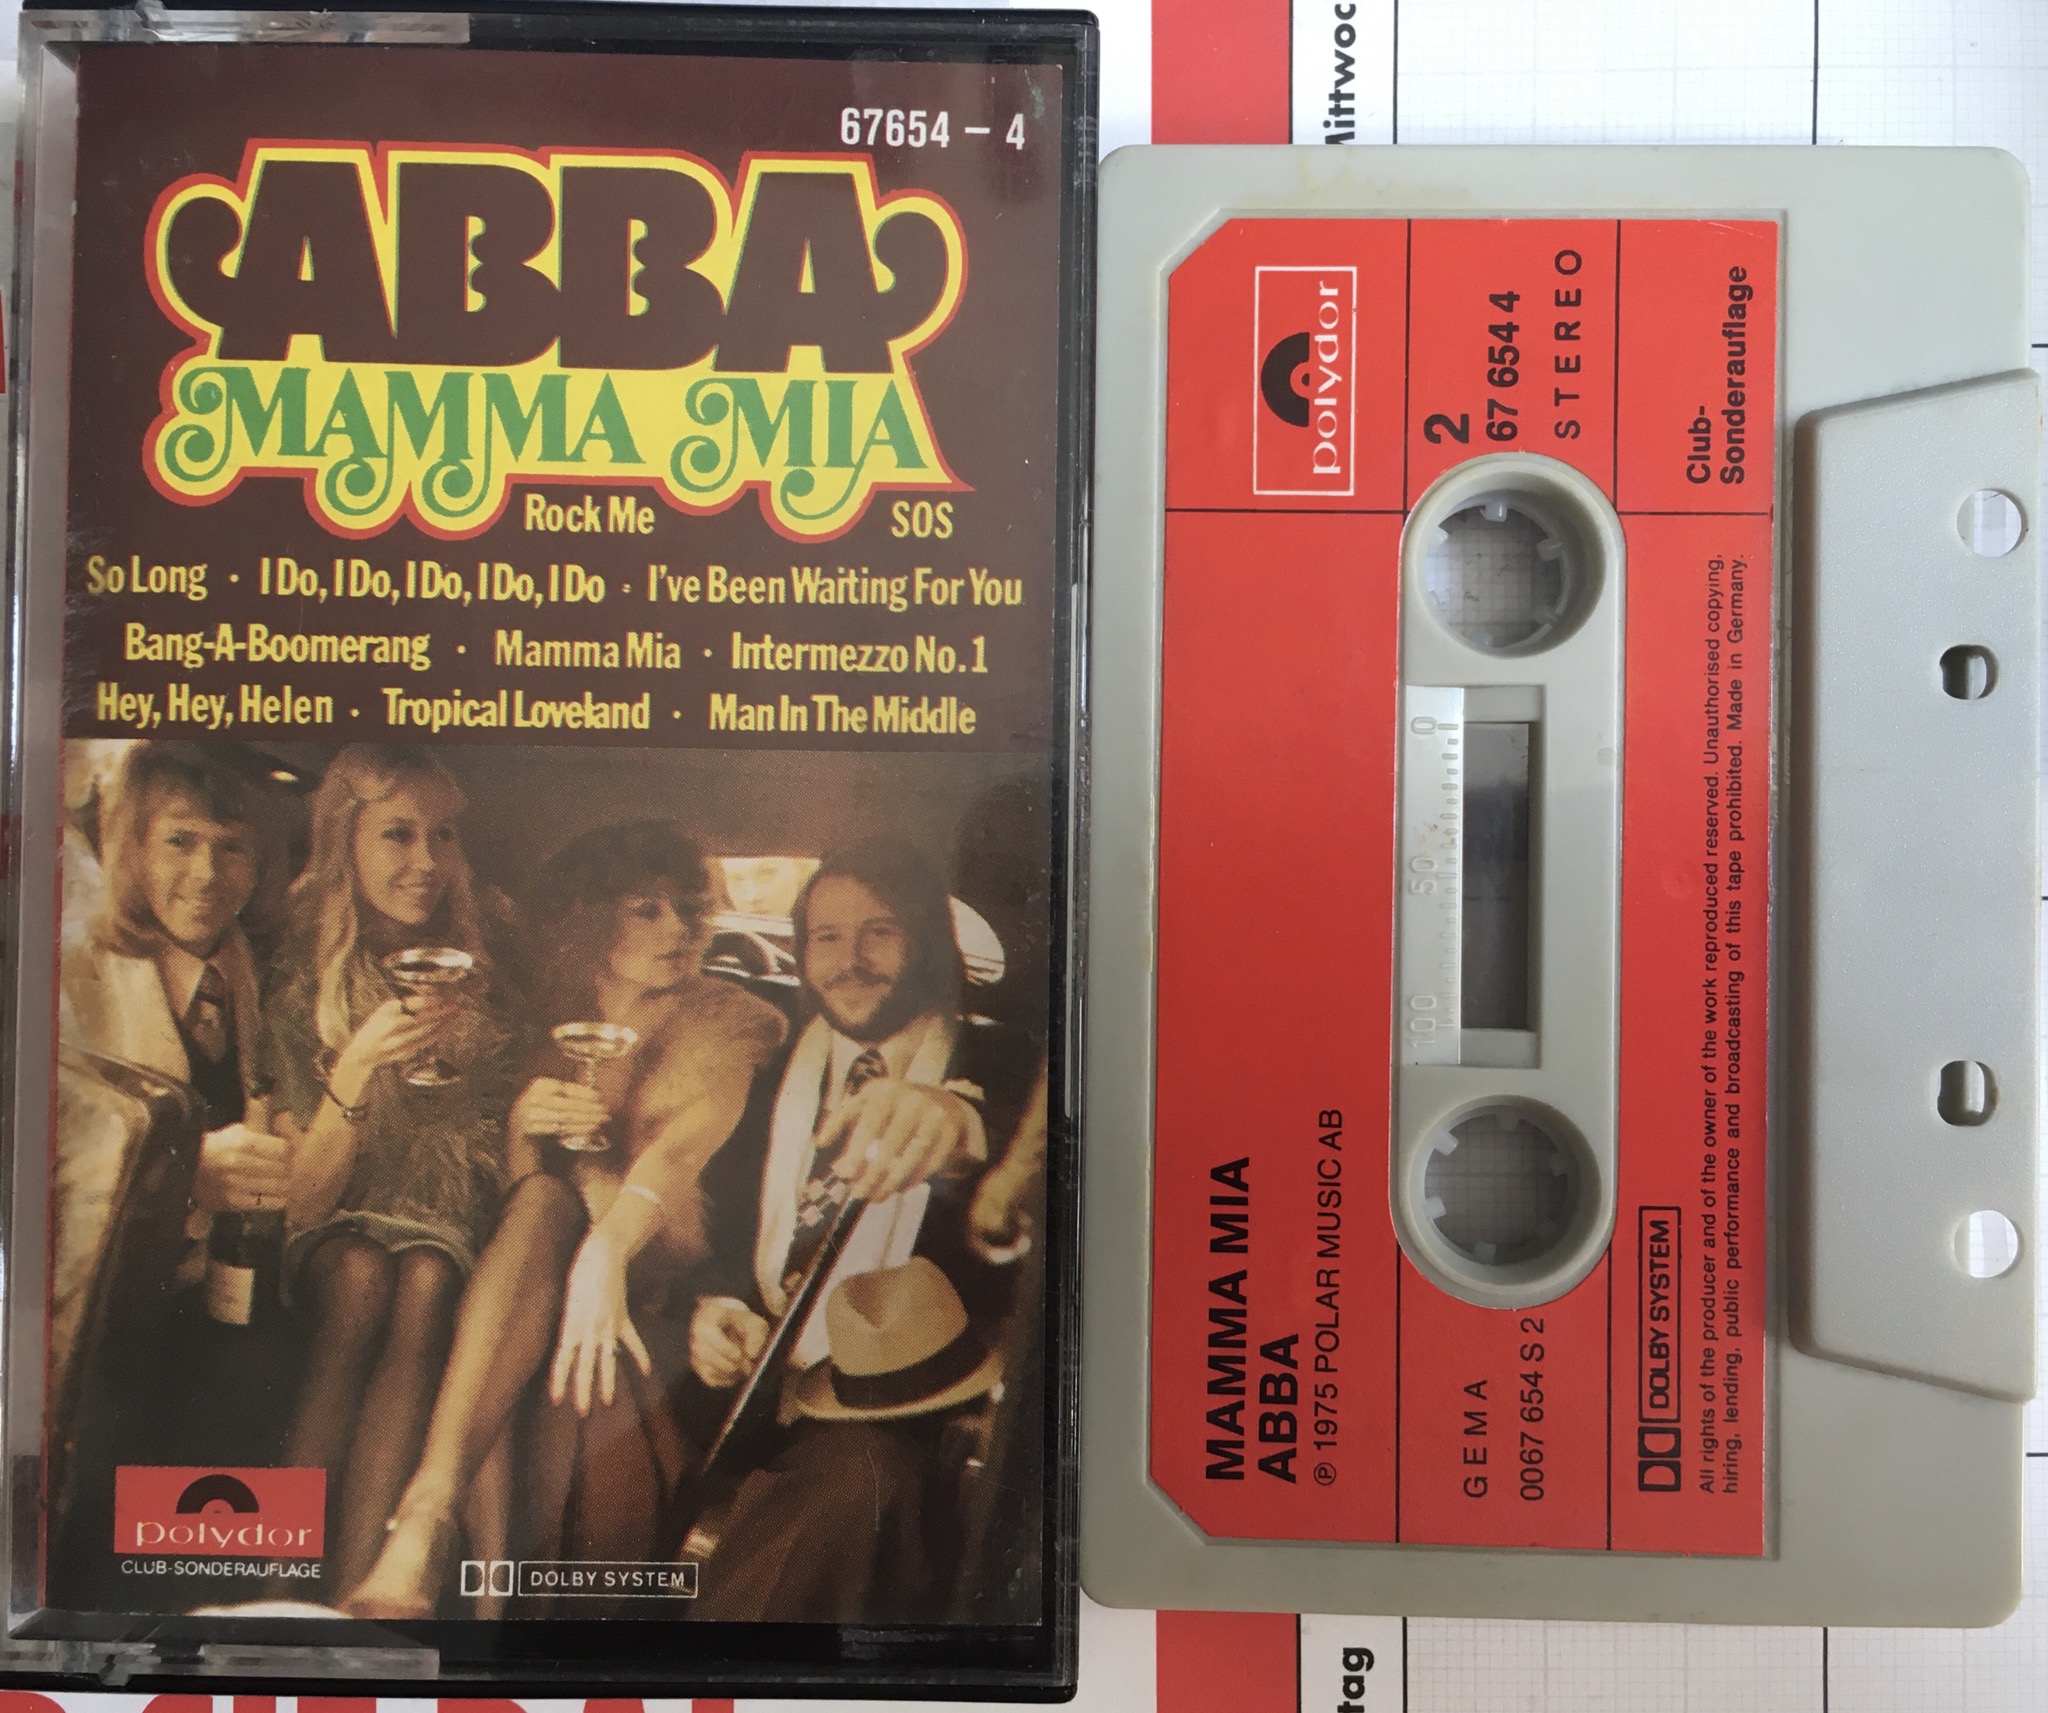 67654 – 4
ABBA
MAMMA MIA
Rock Me SOS
So Long · I Do, I Do, I Do, I Do, I Do · I've Been Waiting For You
Bang-A-Boomerang · Mamma Mia · Intermezzo No. 1
Hey, Hey, Helen · Tropical Loveland · Man In The Middle
polydor
CLUB-SONDERAUFLAGE
DOLBY SYSTEM
polydor
MAMMA MIA
ABBA
℗ 1975 POLAR MUSIC AB
2
67 654 4
STEREO
100 50 0
GEMA
0067 654 S 2
Club-
Sonderauflage
DOLBY SYSTEM
All rights of the producer and of the owner of the work reproduced reserved. Unauthorised copying,
hiring, lending, public performance and broadcasting of this tape prohibited. Made in Germany.